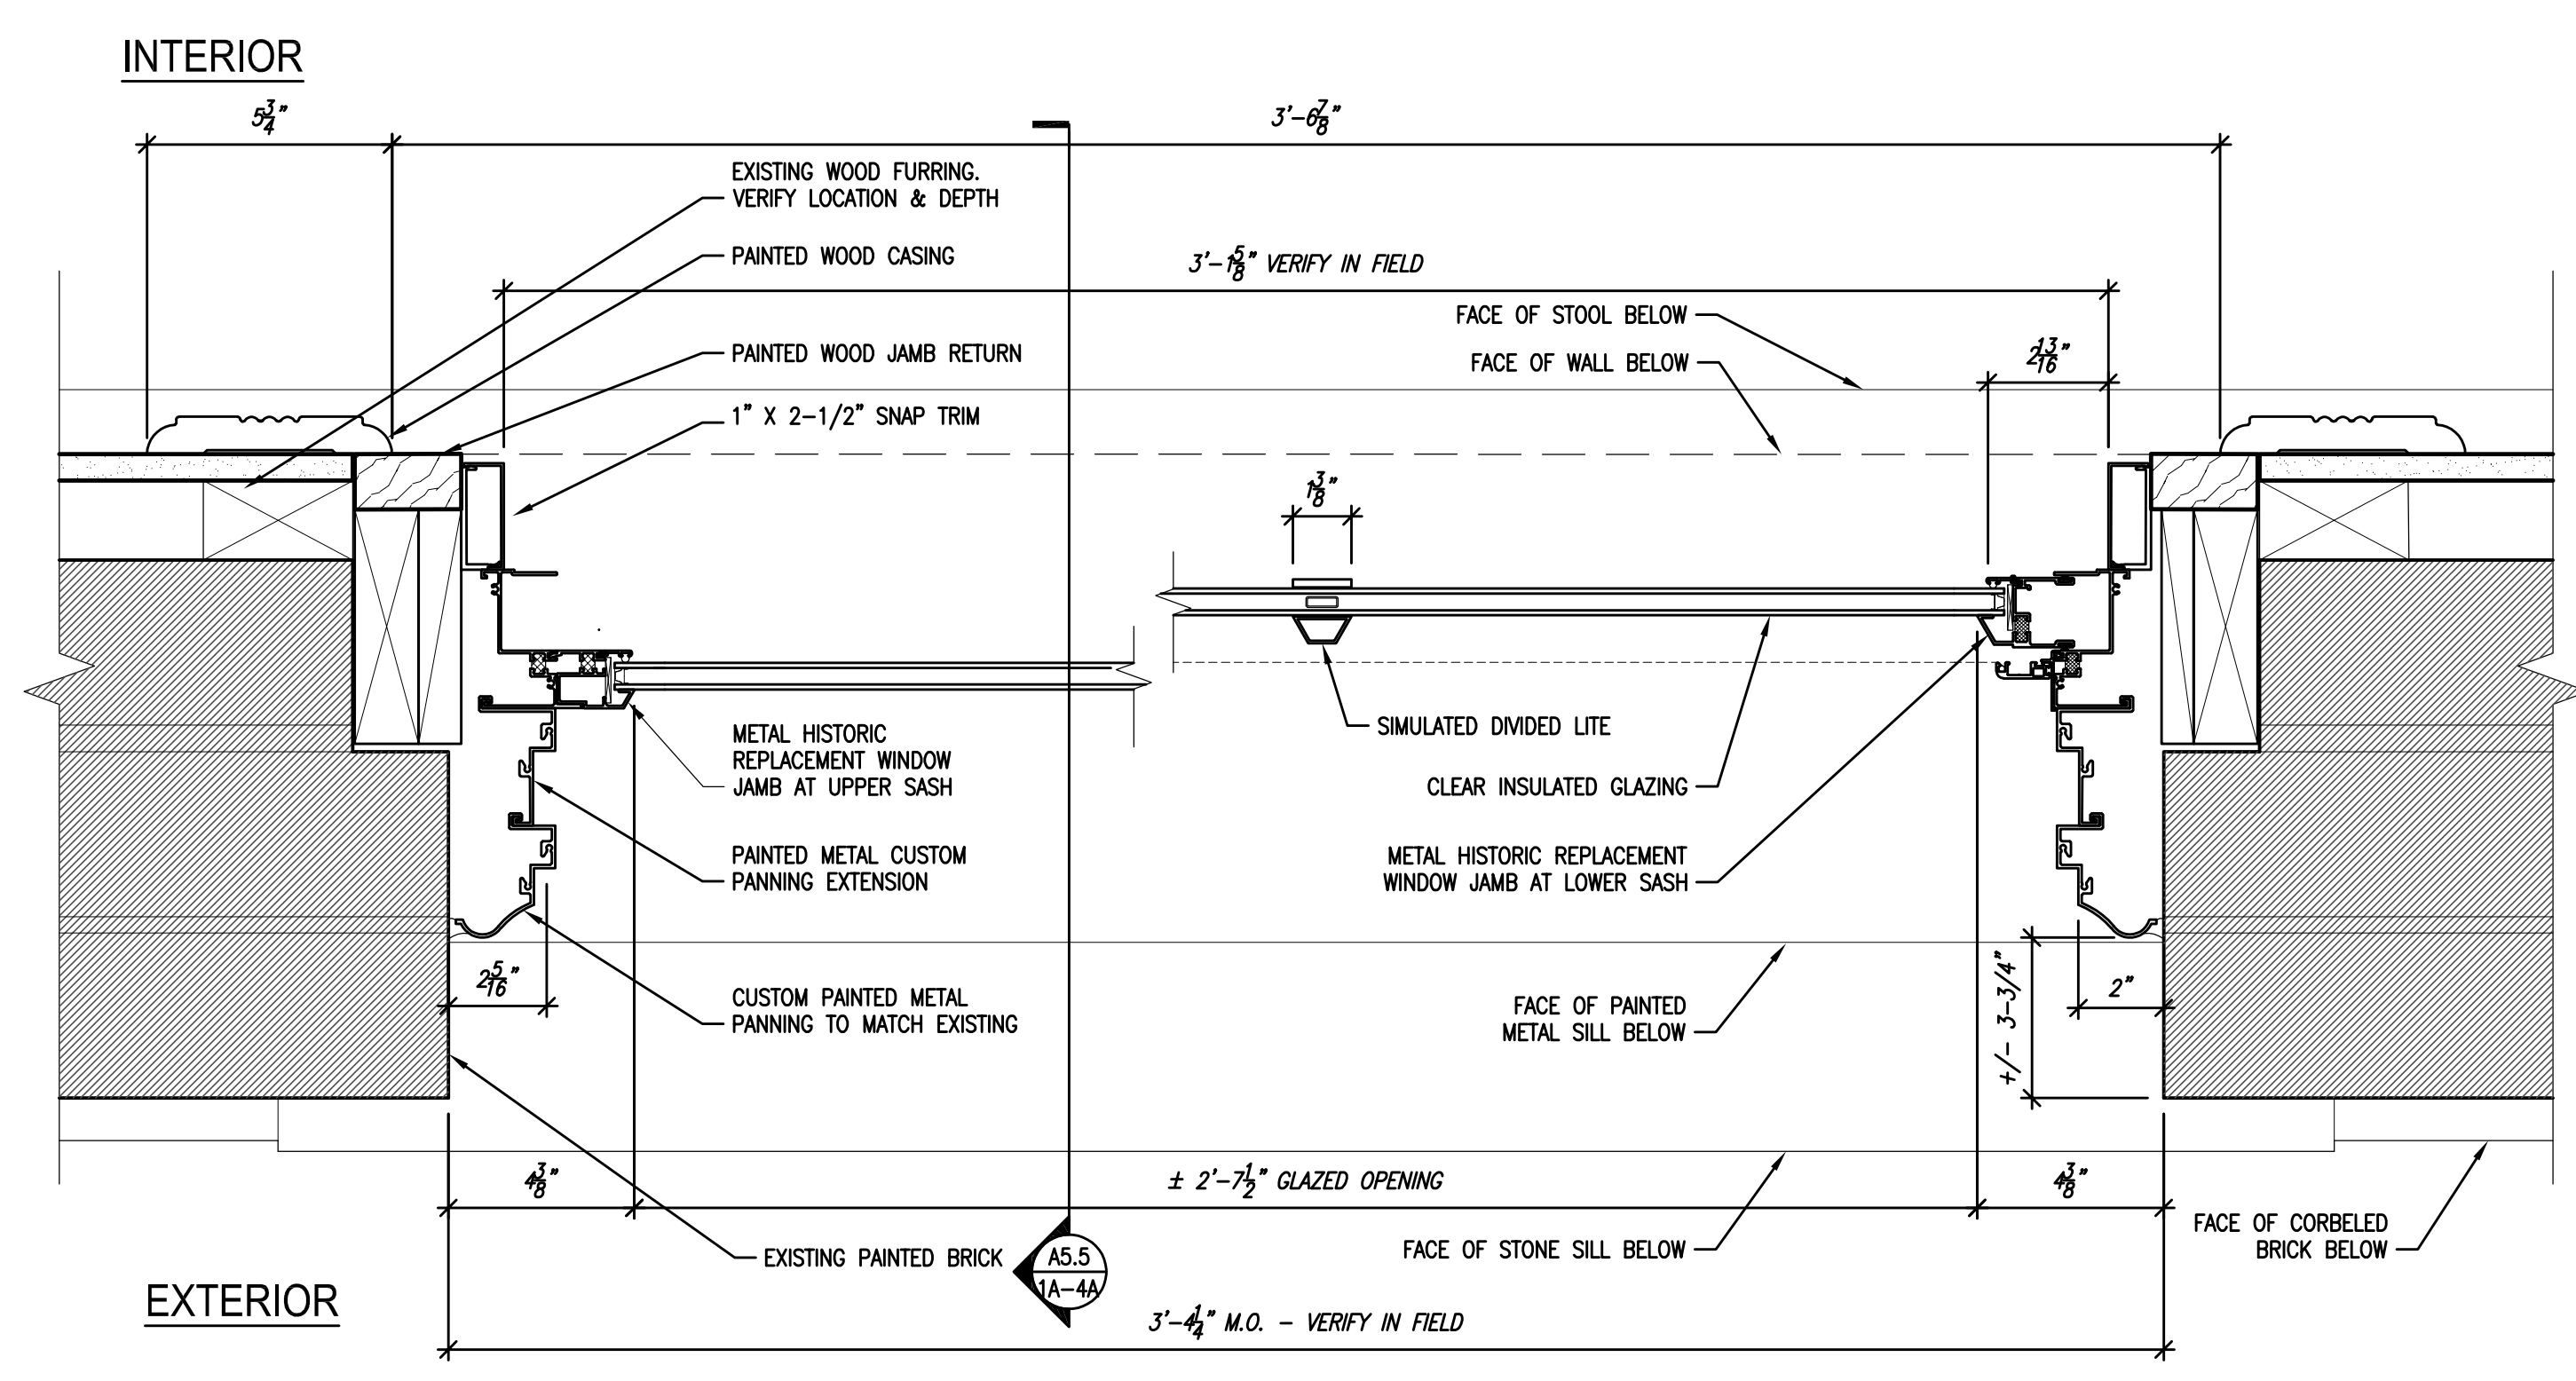 INTERIOR
5 3/4"
3'-6 7/8"
EXISTING WOOD FURRING.
VERIFY LOCATION & DEPTH
PAINTED WOOD CASING
3'-1 5/8" VERIFY IN FIELD
FACE OF STOOL BELOW
PAINTED WOOD JAMB RETURN
FACE OF WALL BELOW
2 13/16"
1" X 2-1/2" SNAP TRIM
1 3/8"
METAL HISTORIC
REPLACEMENT WINDOW
JAMB AT UPPER SASH
SIMULATED DIVIDED LITE
CLEAR INSULATED GLAZING
PAINTED METAL CUSTOM
PANNING EXTENSION
METAL HISTORIC REPLACEMENT
WINDOW JAMB AT LOWER SASH
2 5/16"
CUSTOM PAINTED METAL
PANNING TO MATCH EXISTING
FACE OF PAINTED
METAL SILL BELOW
+/- 3-3/4"
2"
4 3/8"
± 2'-7 1/2" GLAZED OPENING
4 3/8"
EXISTING PAINTED BRICK
A5.5
1A-4A
FACE OF STONE SILL BELOW
FACE OF CORBELED
BRICK BELOW
EXTERIOR
3'-4 1/4" M.O. - VERIFY IN FIELD